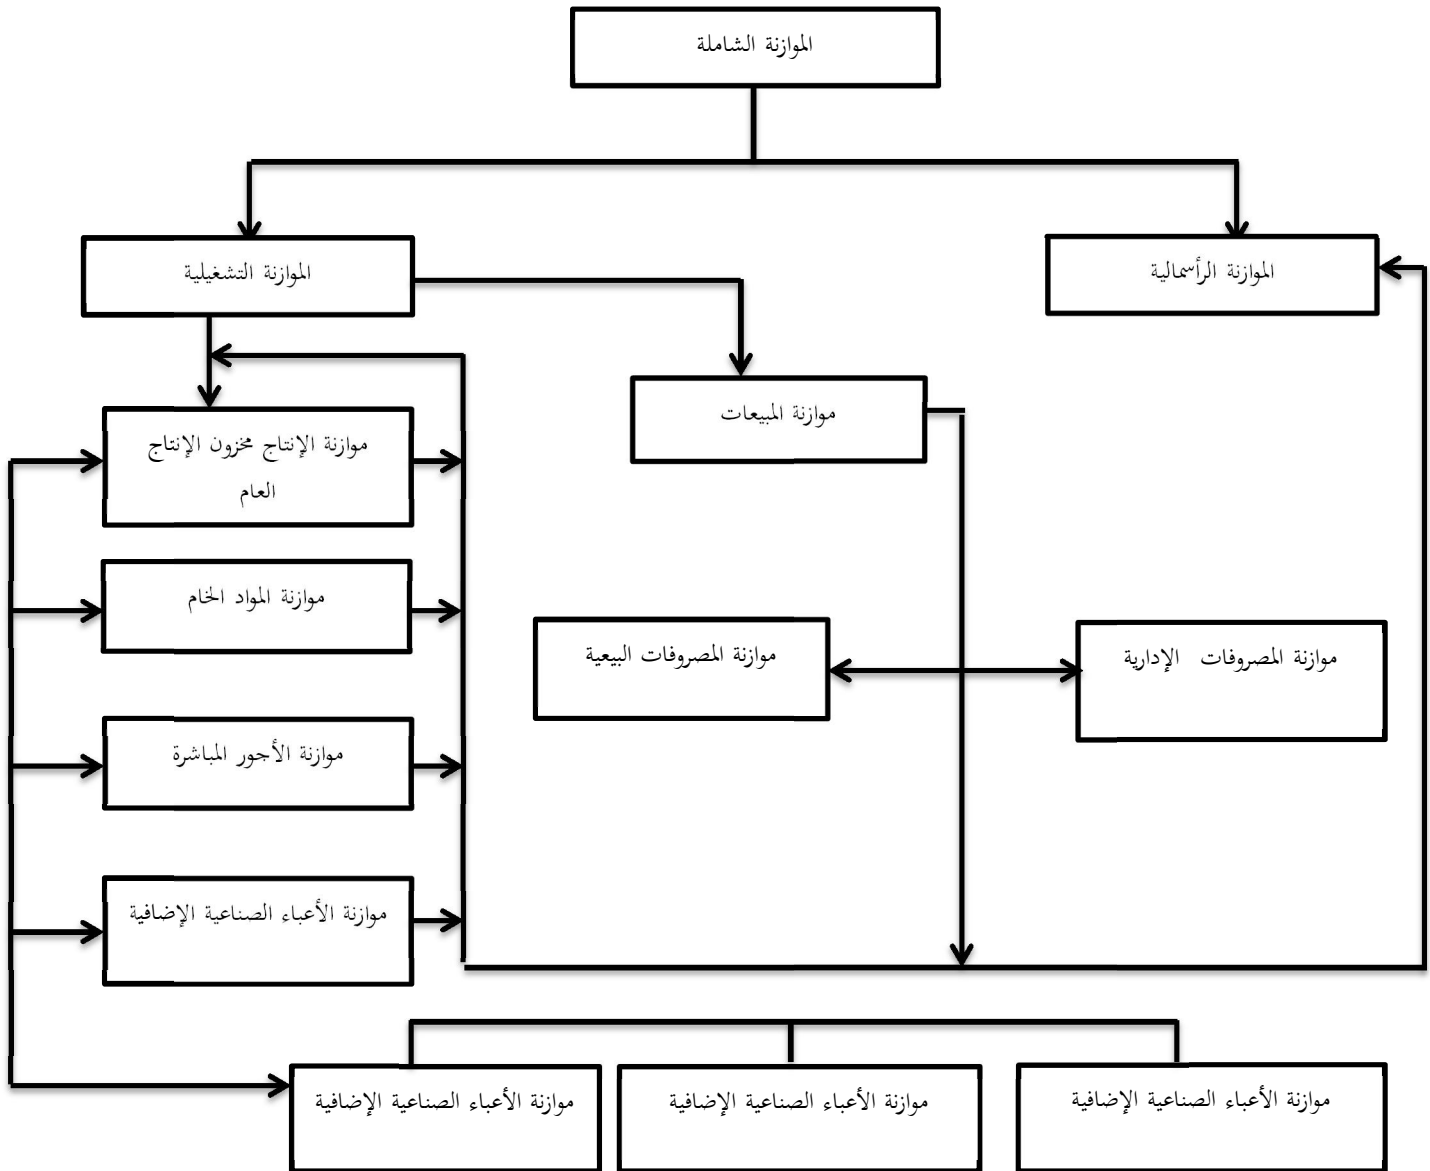 الموازنة الشاملة
الموازنة الرأسمالية
الموازنة التشغيلية
موازنة المبيعات
موازنة الإنتاج مخزون الإنتاج
العام
موازنة المواد الخام
موازنة المصروفات الإدارية
موازنة المصروفات البيعية
موازنة الأجور المباشرة
موازنة الأعباء الصناعية الإضافية
موازنة الأعباء الصناعية الإضافية
موازنة الأعباء الصناعية الإضافية
موازنة الأعباء الصناعية الإضافية